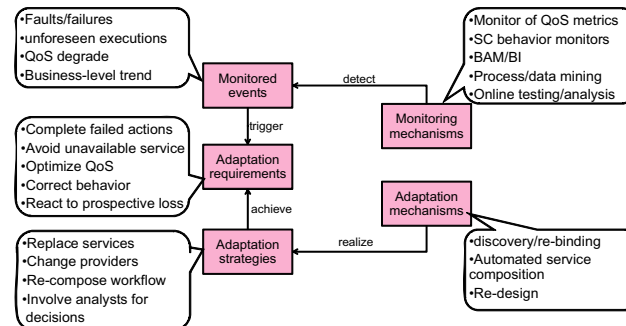 •Faults/failures
•unforeseen executions
•QoS degrade
•Business-level trend
Monitored
events
detect
•Monitor of QoS metrics
•SC behavior monitors
•BAM/BI
•Process/data mining
•Online testing/analysis
Monitoring
mechanisms
trigger
•Complete failed actions
•Avoid unavailable service
•Optimize QoS
•Correct behavior
•React to prospective loss
Adaptation
requirements
Adaptation
mechanisms
achieve
•Replace services
•Change providers
•Re-compose workflow
•Involve analysts for
decisions
Adaptation
strategies
realize
•discovery/re-binding
•Automated service
composition
•Re-design